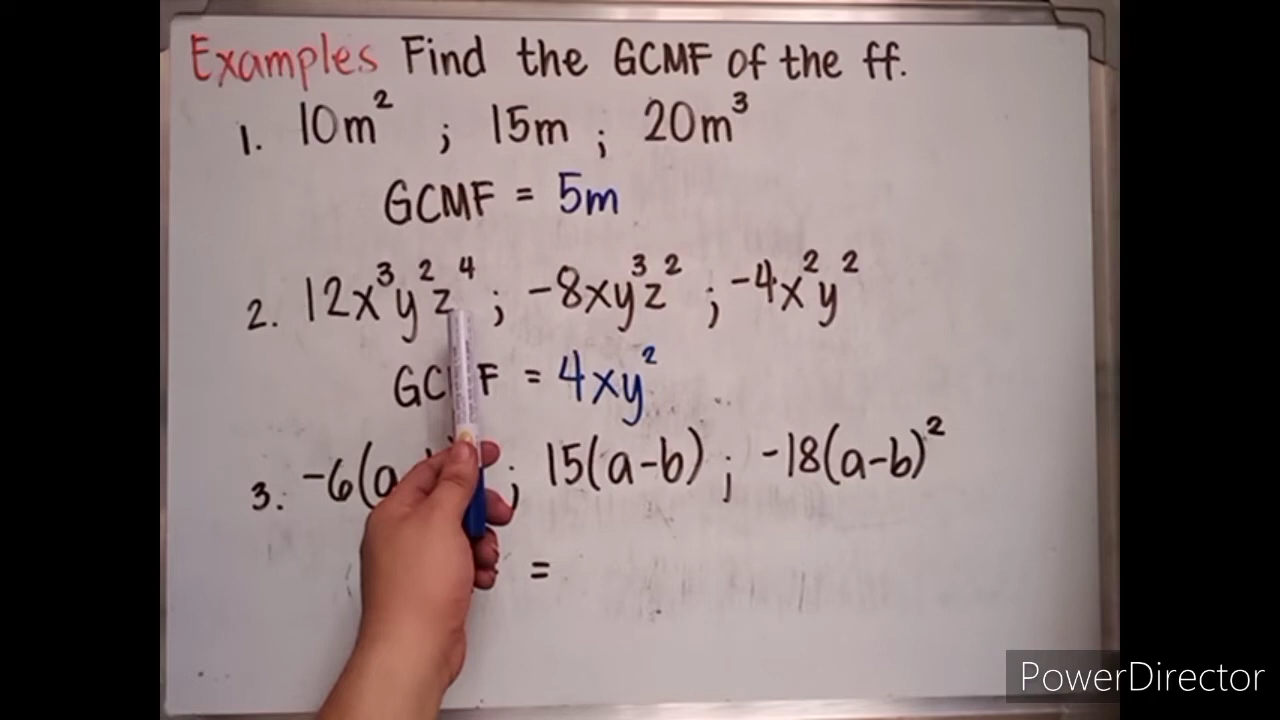 Examples Find the GCMF of the ff.
1. 10m² ; 15m ; 20m³
GCMF = 5m
2. 12x³y²z⁴ ; -8xy³z² ; -4x²y²
GC F = 4xy²
3. -6(a ; 15(a-b) ; -18(a-b)²
=
PowerDirector